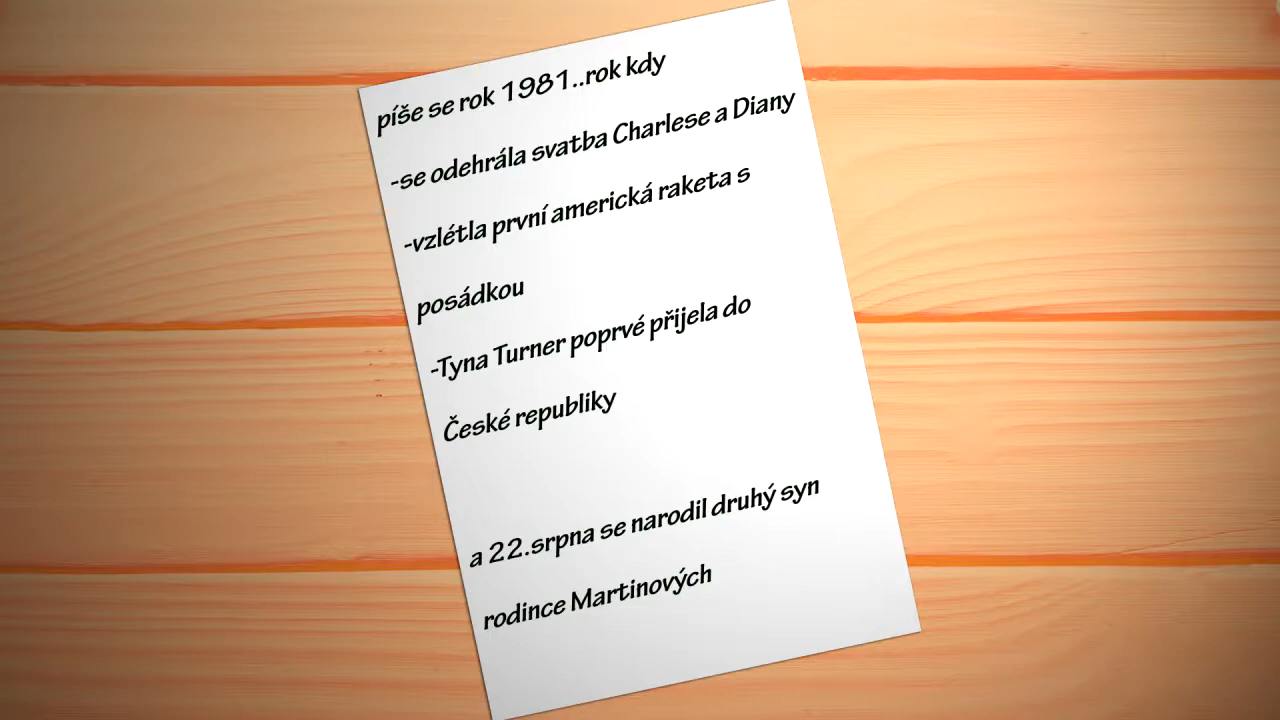 píše se rok 1981..rok kdy
-se odehrála svatba Charlese a Diany
-vzlétla první americká raketa s
posádkou
-Tyna Turner poprvé přijela do
České republiky
a 22.srpna se narodil druhý syn
rodince Martinových